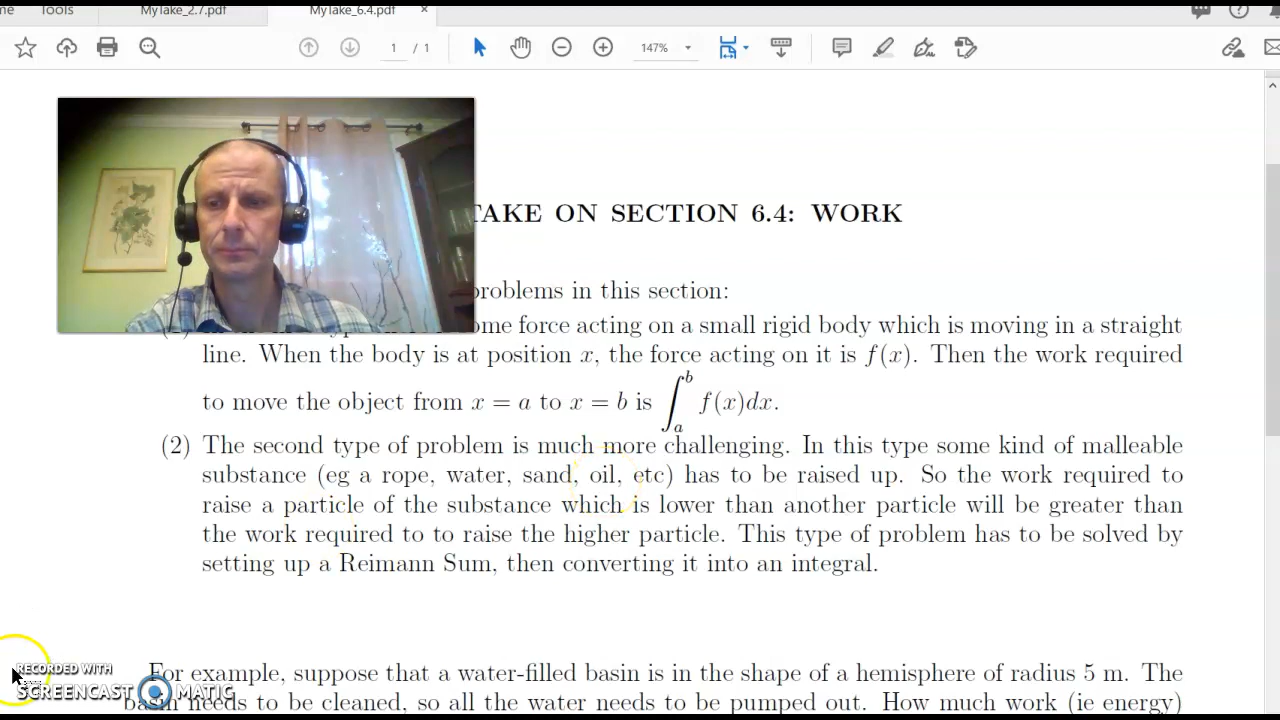 Tools
MyTake_2.7.pdf
MyTake_6.4.pdf
×
1 / 1
147%
TAKE ON SECTION 6.4: WORK
problems in this section:
some force acting on a small rigid body which is moving in a straight
line. When the body is at position x, the force acting on it is f(x). Then the work required
to move the object from x = a to x = b is ∫_a^b f(x)dx.
(2) The second type of problem is much more challenging. In this type some kind of malleable
substance (eg a rope, water, sand, oil, etc) has to be raised up. So the work required to
raise a particle of the substance which is lower than another particle will be greater than
the work required to to raise the higher particle. This type of problem has to be solved by
setting up a Reimann Sum, then converting it into an integral.
For example, suppose that a water-filled basin is in the shape of a hemisphere of radius 5 m. The
basin needs to be cleaned, so all the water needs to be pumped out. How much work (ie energy)
RECORDED WITH
SCREENCAST MATIC